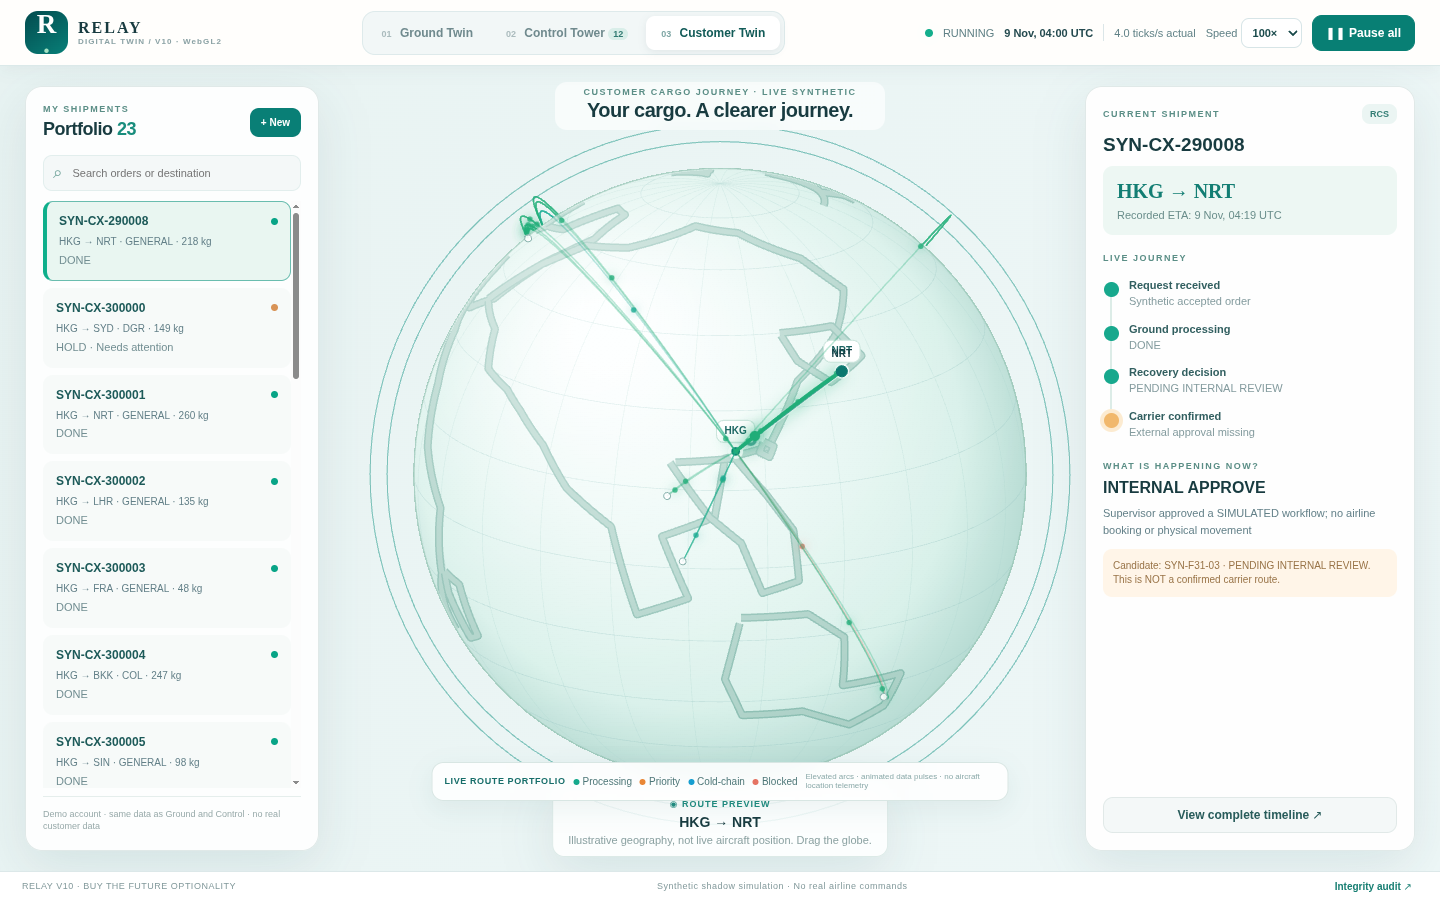 R
RELAY
DIGITAL TWIN / V10 · WebGL2
01 Ground Twin
02 Control Tower 12
03 Customer Twin
RUNNING 9 Nov, 04:00 UTC
4.0 ticks/s actual
Speed 100×
❚❚ Pause all
MY SHIPMENTS
Portfolio 23
+ New
Search orders or destination
SYN-CX-290008
HKG → NRT · GENERAL · 218 kg
DONE
SYN-CX-300000
HKG → SYD · DGR · 149 kg
HOLD · Needs attention
SYN-CX-300001
HKG → NRT · GENERAL · 260 kg
DONE
SYN-CX-300002
HKG → LHR · GENERAL · 135 kg
DONE
SYN-CX-300003
HKG → FRA · GENERAL · 48 kg
DONE
SYN-CX-300004
HKG → BKK · COL · 247 kg
DONE
SYN-CX-300005
HKG → SIN · GENERAL · 98 kg
DONE
Demo account · same data as Ground and Control · no real
customer data
CUSTOMER CARGO JOURNEY · LIVE SYNTHETIC
Your cargo. A clearer journey.
NRT
NRT
HKG
LIVE ROUTE PORTFOLIO
Processing
Priority
Cold-chain
Blocked
Elevated arcs · animated data pulses · no aircraft
location telemetry
◉ ROUTE PREVIEW
HKG → NRT
Illustrative geography, not live aircraft position. Drag the globe.
CURRENT SHIPMENT
RCS
SYN-CX-290008
HKG → NRT
Recorded ETA: 9 Nov, 04:19 UTC
LIVE JOURNEY
Request received
Synthetic accepted order
Ground processing
DONE
Recovery decision
PENDING INTERNAL REVIEW
Carrier confirmed
External approval missing
WHAT IS HAPPENING NOW?
INTERNAL APPROVE
Supervisor approved a SIMULATED workflow; no airline
booking or physical movement
Candidate: SYN-F31-03 · PENDING INTERNAL REVIEW.
This is NOT a confirmed carrier route.
View complete timeline ↗
RELAY V10 · BUY THE FUTURE OPTIONALITY
Synthetic shadow simulation · No real airline commands
Integrity audit ↗